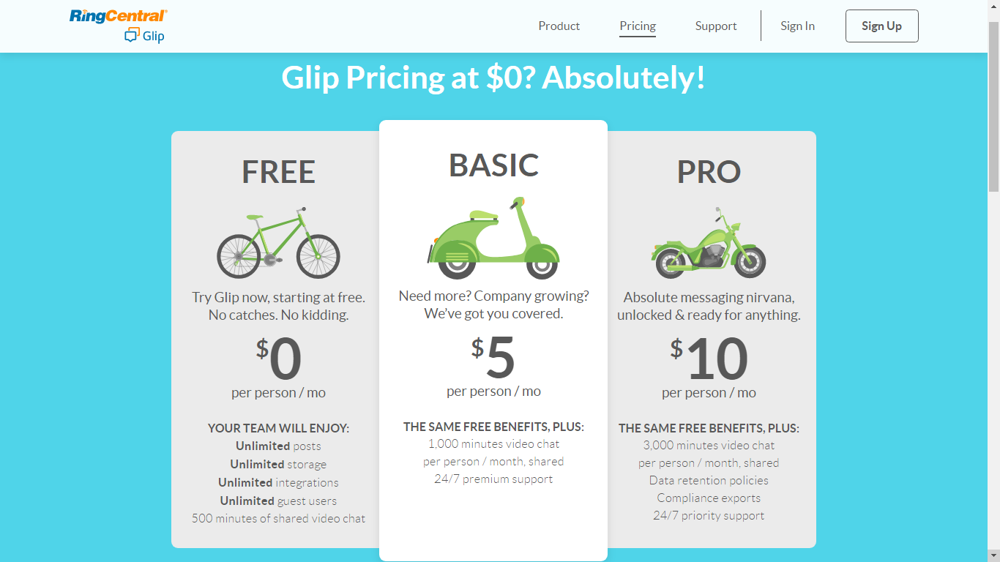 RingCentral®
Glip
Product
Pricing
Support
Sign In
Sign Up
Glip Pricing at $0? Absolutely!
FREE
Try Glip now, starting at free.
No catches. No kidding.
$0
per person / mo
YOUR TEAM WILL ENJOY:
Unlimited posts
Unlimited storage
Unlimited integrations
Unlimited guest users
500 minutes of shared video chat
BASIC
Need more? Company growing?
We've got you covered.
$5
per person / mo
THE SAME FREE BENEFITS, PLUS:
1,000 minutes video chat
per person / month, shared
24/7 premium support
PRO
Absolute messaging nirvana,
unlocked & ready for anything.
$10
per person / mo
THE SAME FREE BENEFITS, PLUS:
3,000 minutes video chat
per person / month, shared
Data retention policies
Compliance exports
24/7 priority support